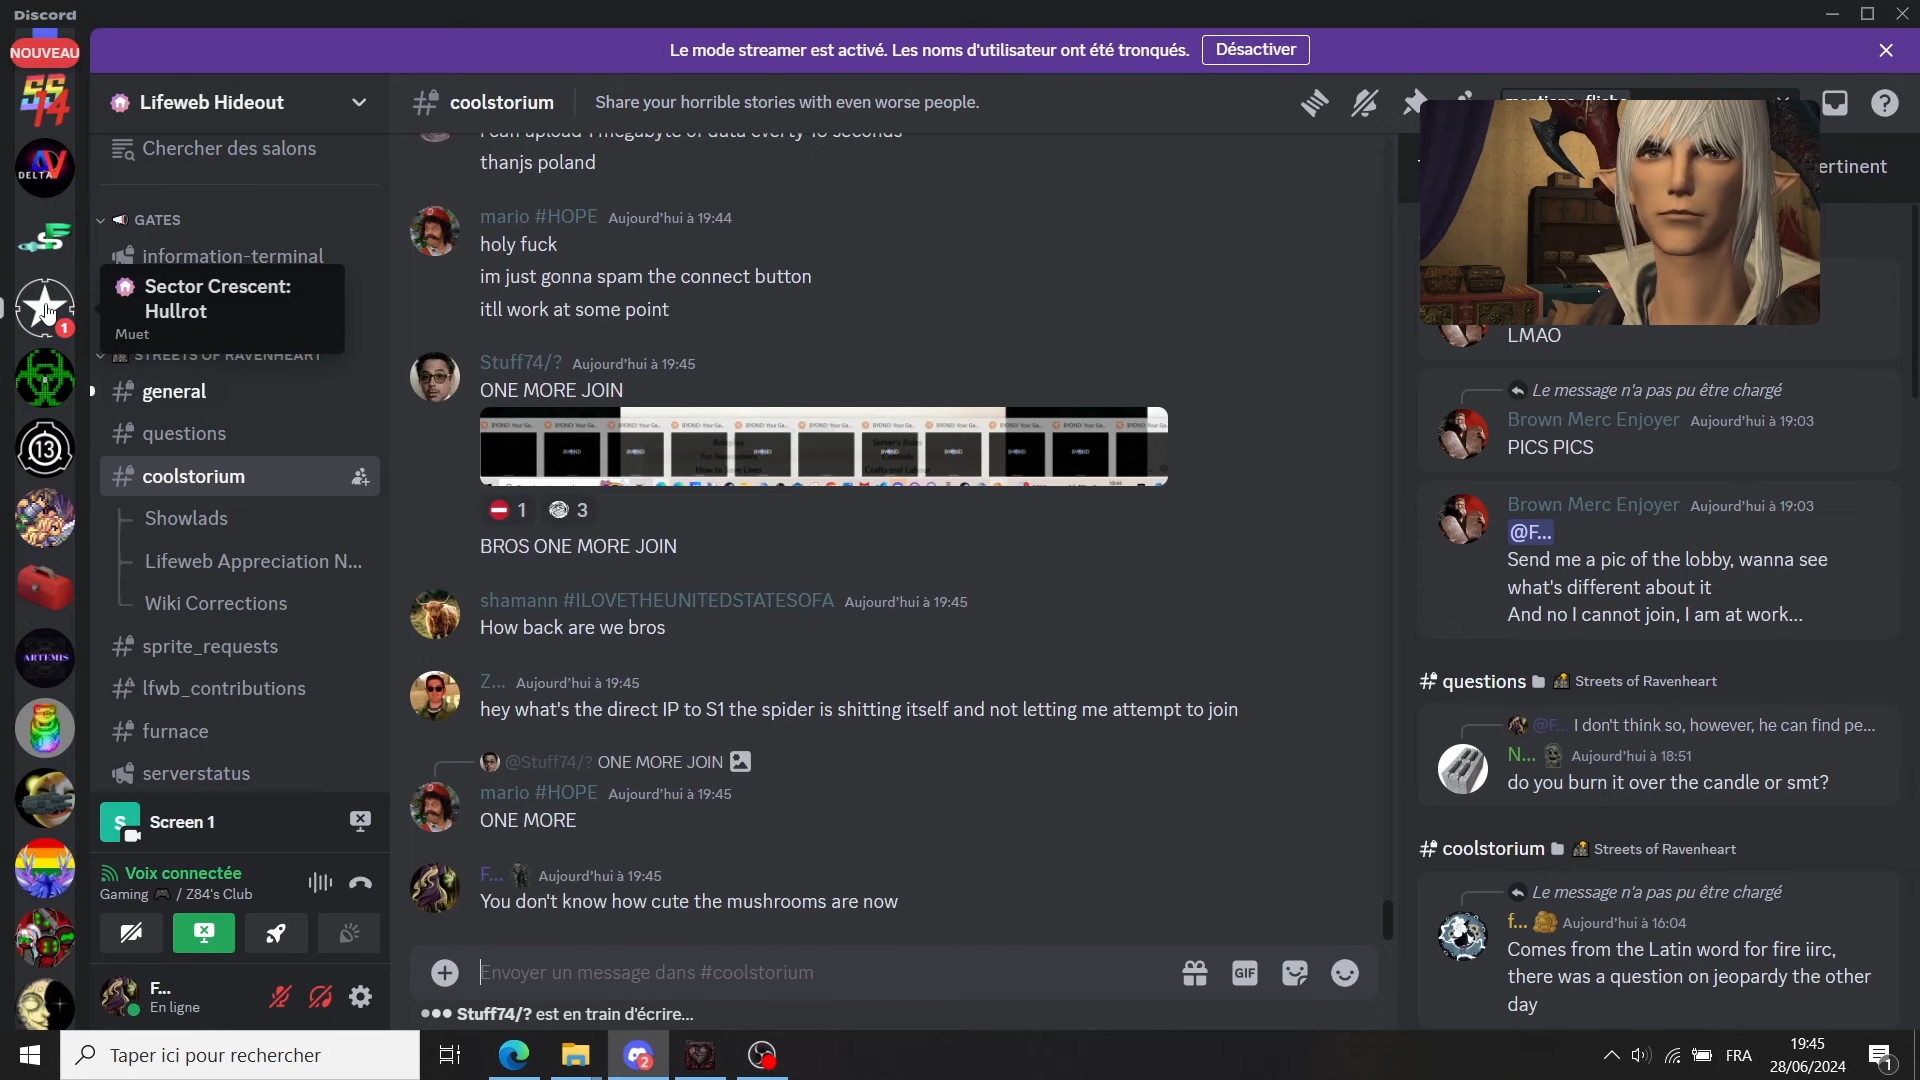 Discord
Le mode streamer est activé. Les noms d'utilisateur ont été tronqués.
Désactiver
NOUVEAU
SS14
DELTA V
13
ARTEMIS
1
Lifeweb Hideout
Chercher des salons
GATES
information-terminal
Sector Crescent:
Hullrot
Muet
STREETS OF RAVENHEART
general
questions
coolstorium
Showlads
Lifeweb Appreciation N...
Wiki Corrections
sprite_requests
lfwb_contributions
furnace
serverstatus
S
Screen 1
Voix connectée
Gaming 🎮 / Z84's Club
F...
En ligne
coolstorium
Share your horrible stories with even worse people.
thanjs poland
mario #HOPE Aujourd'hui à 19:44
holy fuck
im just gonna spam the connect button
itll work at some point
Stuff74/? Aujourd'hui à 19:45
ONE MORE JOIN
1 3
BROS ONE MORE JOIN
shamann #ILOVETHEUNITEDSTATESOFA Aujourd'hui à 19:45
How back are we bros
Z... Aujourd'hui à 19:45
hey what's the direct IP to S1 the spider is shitting itself and not letting me attempt to join
@Stuff74/? ONE MORE JOIN
mario #HOPE Aujourd'hui à 19:45
ONE MORE
F... Aujourd'hui à 19:45
You don't know how cute the mushrooms are now
Envoyer un message dans #coolstorium
GIF
Stuff74/? est en train d'écrire...
ertinent
LMAO
Le message n'a pas pu être chargé
Brown Merc Enjoyer Aujourd'hui à 19:03
PICS PICS
Brown Merc Enjoyer Aujourd'hui à 19:03
@F...
Send me a pic of the lobby, wanna see
what's different about it
And no I cannot join, I am at work...
questions Streets of Ravenheart
@F... I don't think so, however, he can find pe...
N... Aujourd'hui à 18:51
do you burn it over the candle or smt?
coolstorium Streets of Ravenheart
Le message n'a pas pu être chargé
f... Aujourd'hui à 16:04
Comes from the Latin word for fire iirc,
there was a question on jeopardy the other
day
Taper ici pour rechercher
2
FRA
19:45
28/06/2024
1